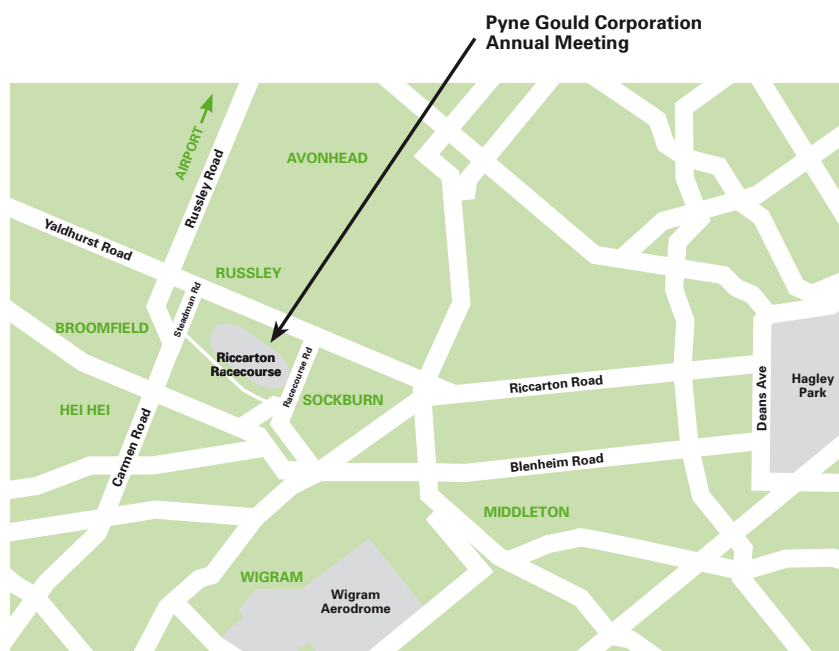 Pyne Gould Corporation
Annual Meeting
AIRPORT
Russley Road
AVONHEAD
Yaldhurst Road
RUSSLEY
Steadman Rd
BROOMFIELD
Riccarton
Racecourse
Racecourse Rd
SOCKBURN
Riccarton Road
Deans Ave
Hagley
Park
HEI HEI
Carmen Road
Blenheim Road
MIDDLETON
WIGRAM
Wigram
Aerodrome